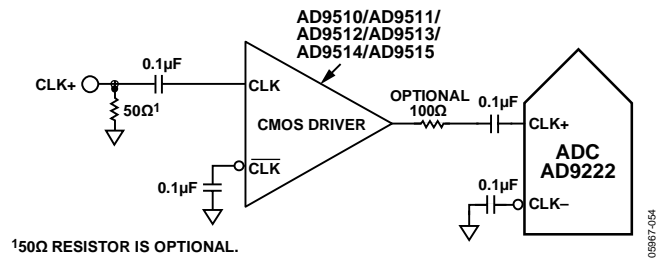 AD9510/AD9511/
AD9512/AD9513/
AD9514/AD9515
0.1µF
CLK+
50Ω¹
CLK
CMOS DRIVER
CLK
0.1µF
OPTIONAL
100Ω
0.1µF
CLK+
ADC
AD9222
0.1µF
CLK–
¹50Ω RESISTOR IS OPTIONAL.
05967-054